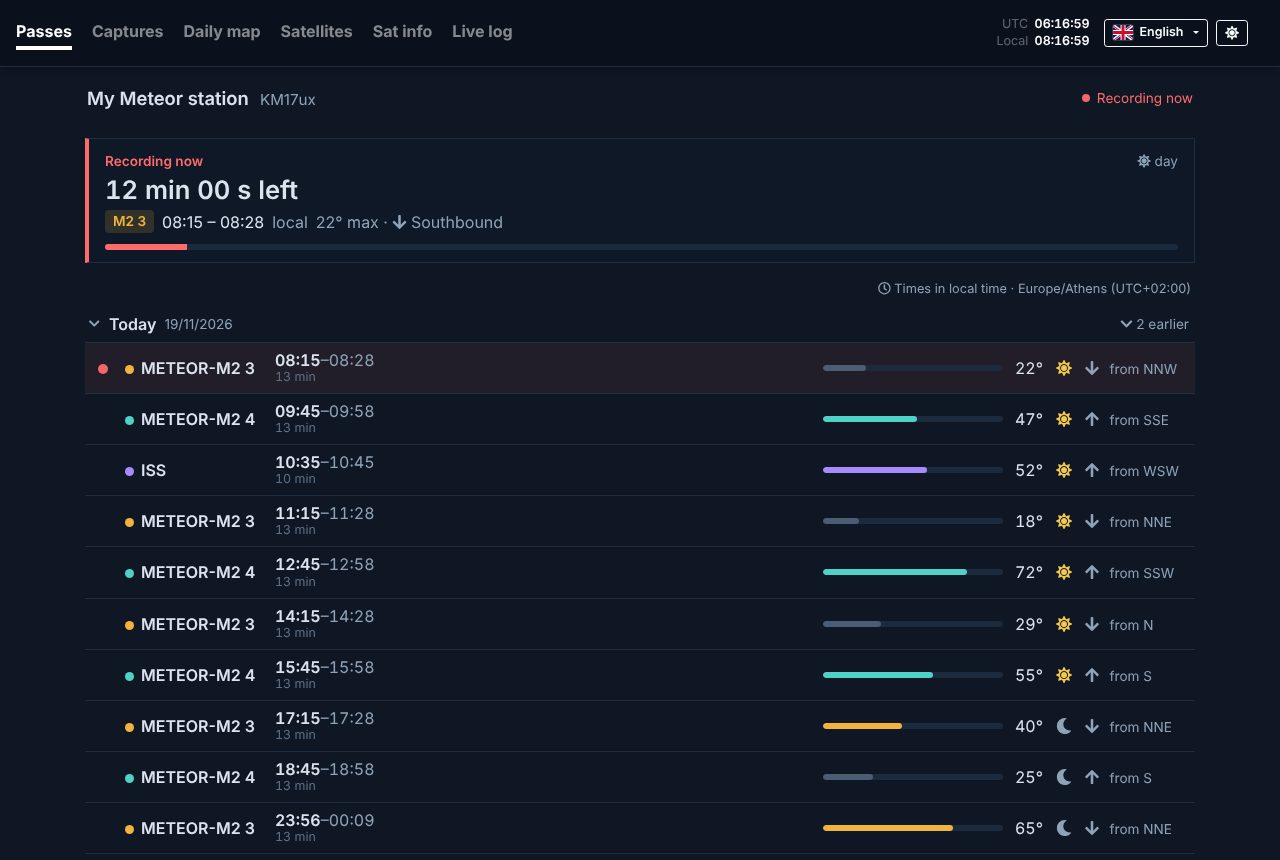 Passes Captures Daily map Satellites Sat info Live log
UTC 06:16:59
Local 08:16:59
English
My Meteor station KM17ux
Recording now
Recording now
day
12 min 00 s left
M2 3 08:15 – 08:28 local 22° max · Southbound
Times in local time · Europe/Athens (UTC+02:00)
Today 19/11/2026
2 earlier
METEOR-M2 3 08:15–08:28 22° from NNW
13 min
METEOR-M2 4 09:45–09:58 47° from SSE
13 min
ISS 10:35–10:45 52° from WSW
10 min
METEOR-M2 3 11:15–11:28 18° from NNE
13 min
METEOR-M2 4 12:45–12:58 72° from SSW
13 min
METEOR-M2 3 14:15–14:28 29° from N
13 min
METEOR-M2 4 15:45–15:58 55° from S
13 min
METEOR-M2 3 17:15–17:28 40° from NNE
13 min
METEOR-M2 4 18:45–18:58 25° from S
13 min
METEOR-M2 3 23:56–00:09 65° from NNE
13 min